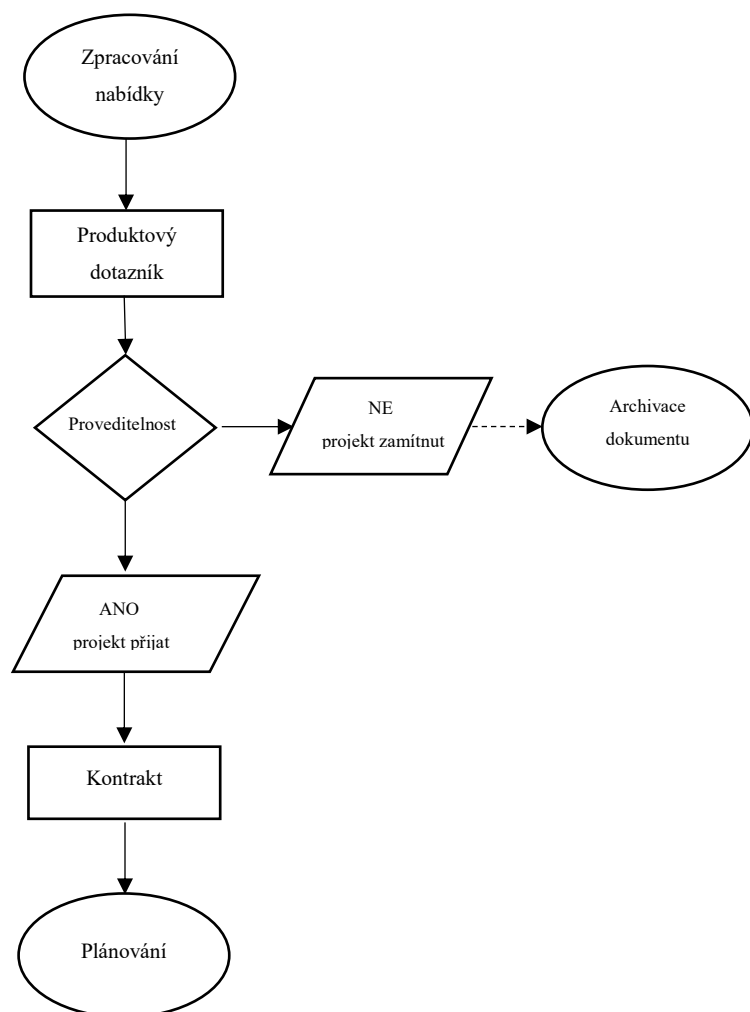 Zpracování
nabídky
Produktový
dotazník
Proveditelnost
NE
projekt zamítnut
Archivace
dokumentu
ANO
projekt přijat
Kontrakt
Plánování